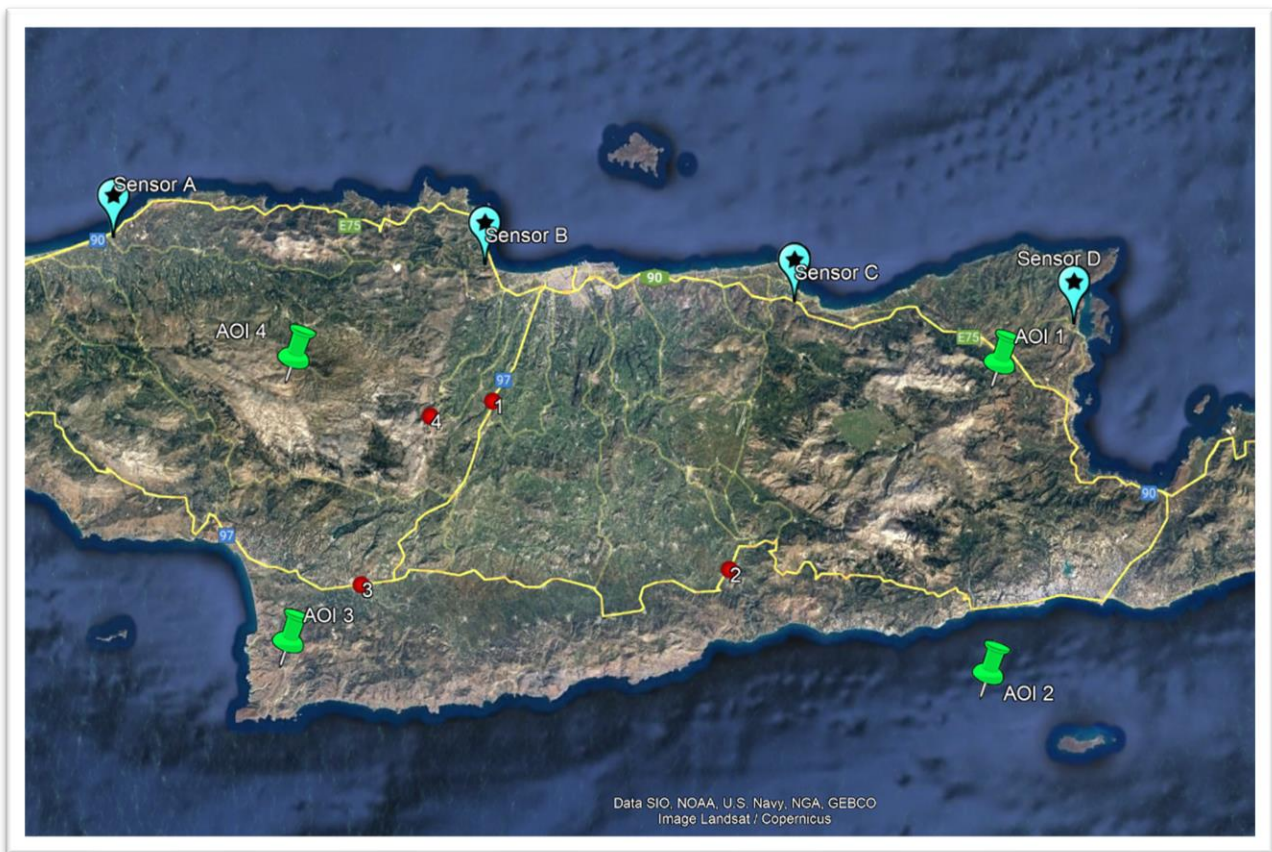 Sensor A
E75
Sensor B
90
Sensor C
90
Sensor D
AOI 4
E75
AOI 1
97
1
4
90
97
2
3
AOI 3
AOI 2
Data SIO, NOAA, U.S. Navy, NGA, GEBCO
Image Landsat / Copernicus